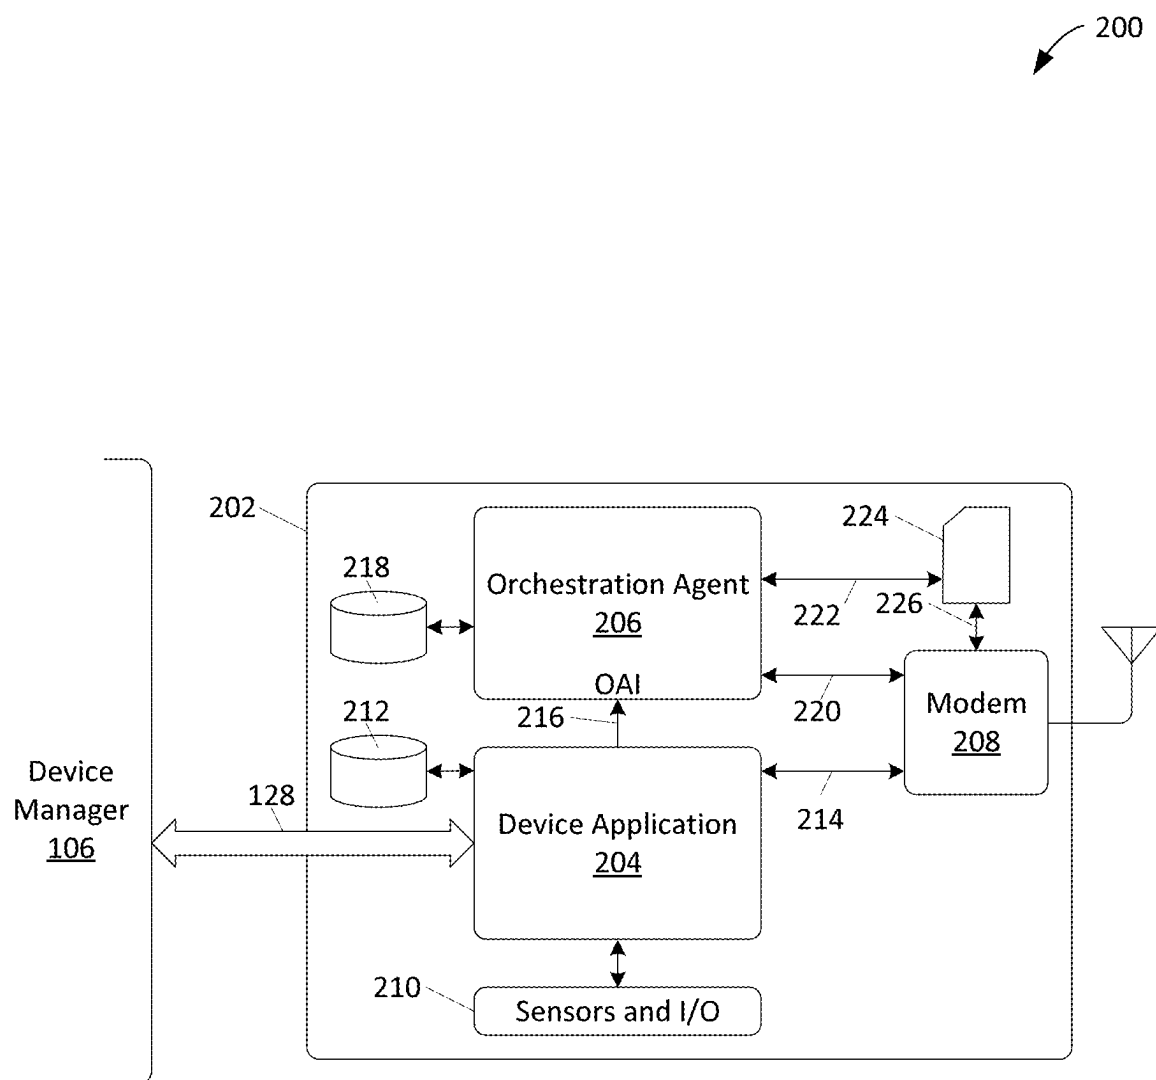 200
202
218
Orchestration Agent
206
OAI
224
222
226
220
Modem
208
216
212
Device
Manager
106
128
Device Application
204
214
210
Sensors and I/O